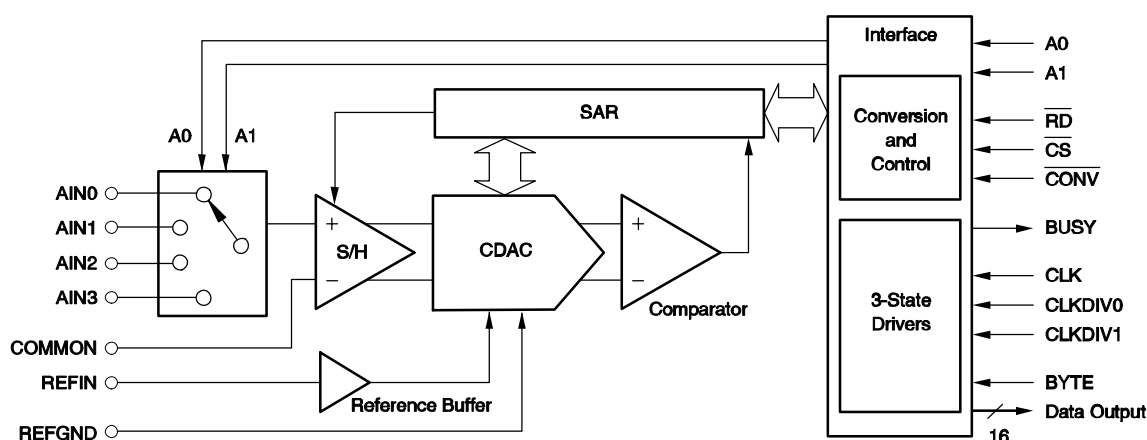 Interface
A0
A1
SAR
Conversion
and
Control
RD
CS
CONV
A0
A1
AIN0
AIN1
AIN2
AIN3
+
S/H
−
CDAC
+
−
Comparator
BUSY
CLK
CLKDIV0
CLKDIV1
3-State
Drivers
COMMON
REFIN
Reference Buffer
REFGND
BYTE
Data Output
16